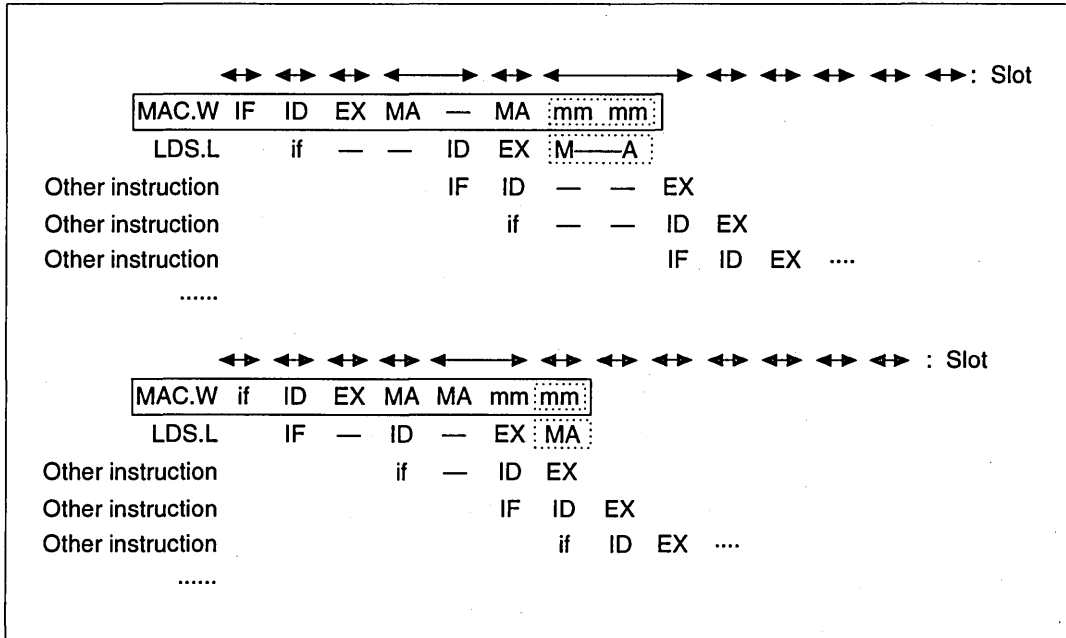 : Slot
MAC.W IF ID EX MA — MA mm mm
LDS.L if — — ID EX M——A
Other instruction IF ID — — EX
Other instruction if — — ID EX
Other instruction IF ID EX ....
......
: Slot
MAC.W if ID EX MA MA mm mm
LDS.L IF — ID — EX MA
Other instruction if — ID EX
Other instruction IF ID EX
Other instruction if ID EX ....
......